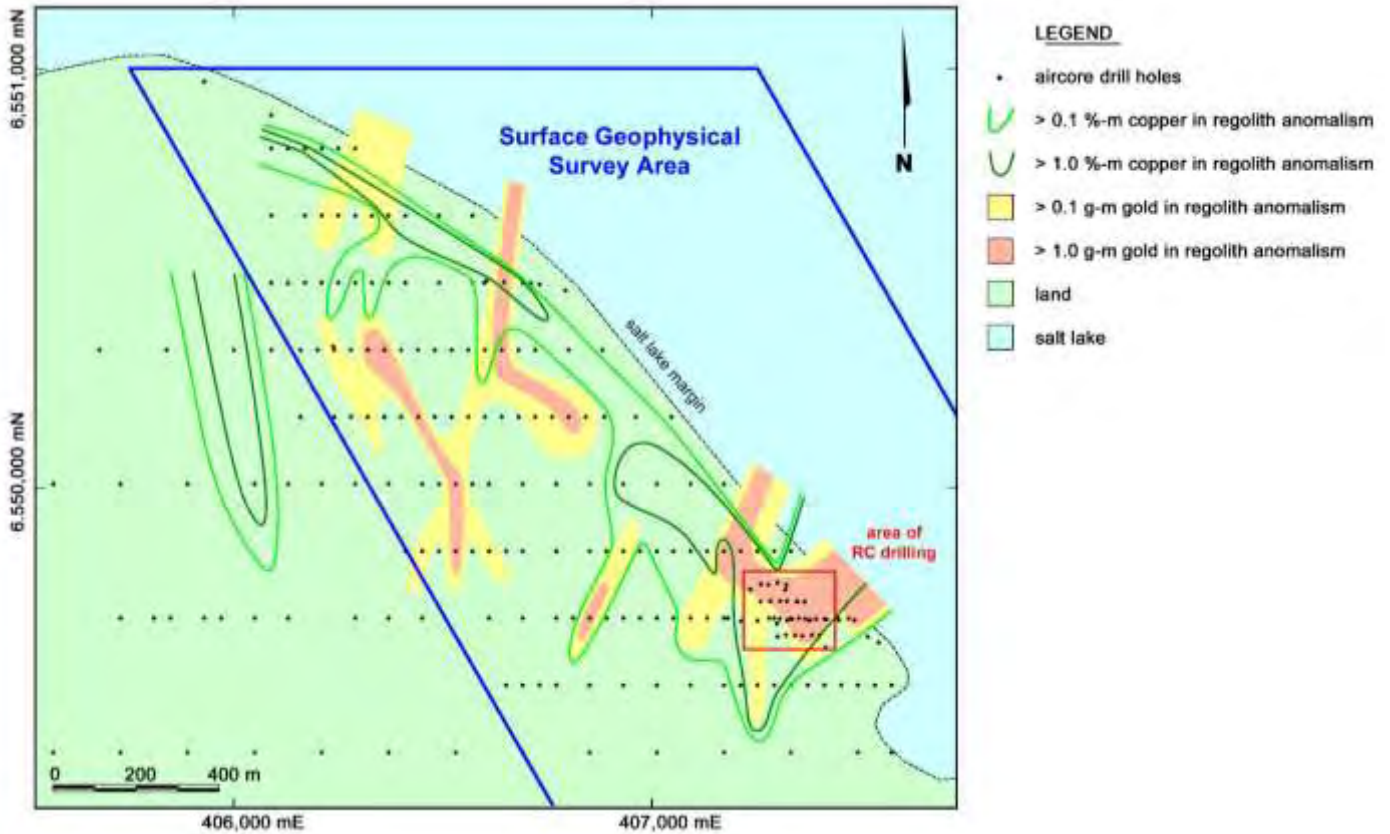 6,551,000 mN
6,550,000 mN
Surface Geophysical
Survey Area
N
salt lake margin
area of
RC drilling
0 200 400 m
406,000 mE
407,000 mE
LEGEND
aircore drill holes
> 0.1 %-m copper in regolith anomalism
> 1.0 %-m copper in regolith anomalism
> 0.1 g-m gold in regolith anomalism
> 1.0 g-m gold in regolith anomalism
land
salt lake